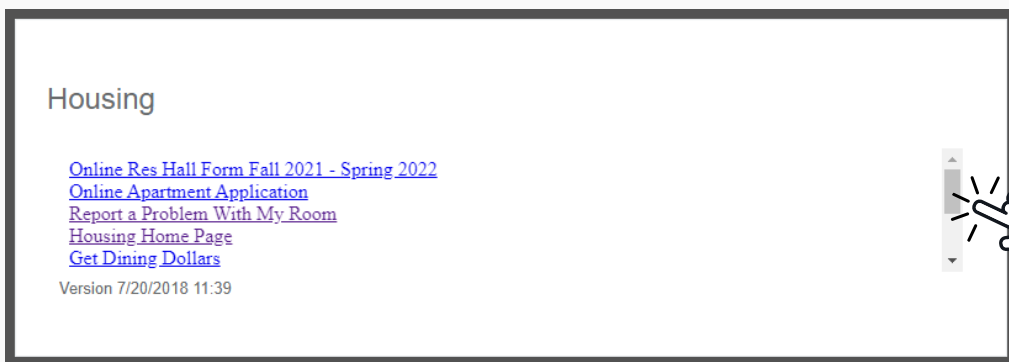 Housing
Online Res Hall Form Fall 2021 - Spring 2022
Online Apartment Application
Report a Problem With My Room
Housing Home Page
Get Dining Dollars
Version 7/20/2018 11:39